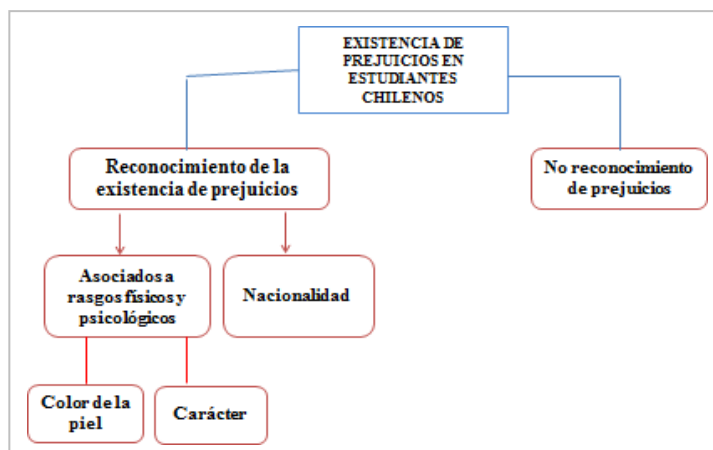 EXISTENCIA DE
PREJUICIOS EN
ESTUDIANTES
CHILENOS
Reconocimiento de la
existencia de prejuicios
No reconocimiento
de prejuicios
Asociados a
rasgos físicos y
psicológicos
Nacionalidad
Color de la
piel
Carácter